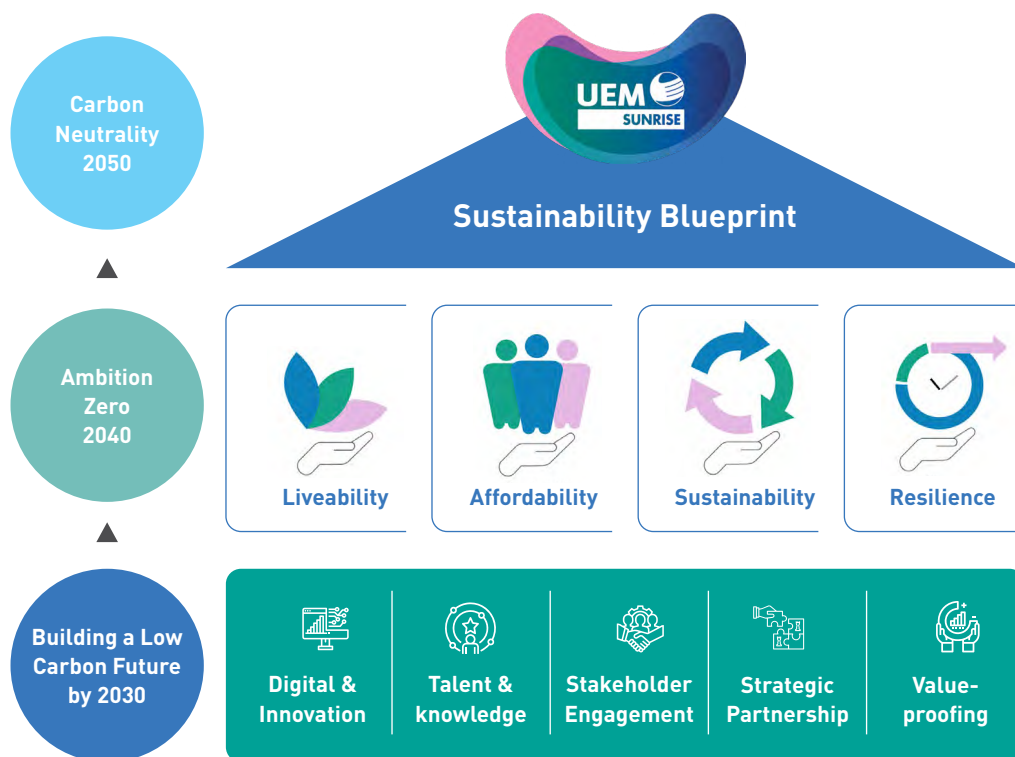 Carbon
Neutrality
2050
UEM
SUNRISE
Sustainability Blueprint
Ambition
Zero
2040
Liveability
Affordability
Sustainability
Resilience
Building a Low
Carbon Future
by 2030
Digital &
Innovation
Talent &
knowledge
Stakeholder
Engagement
Strategic
Partnership
Value-
proofing